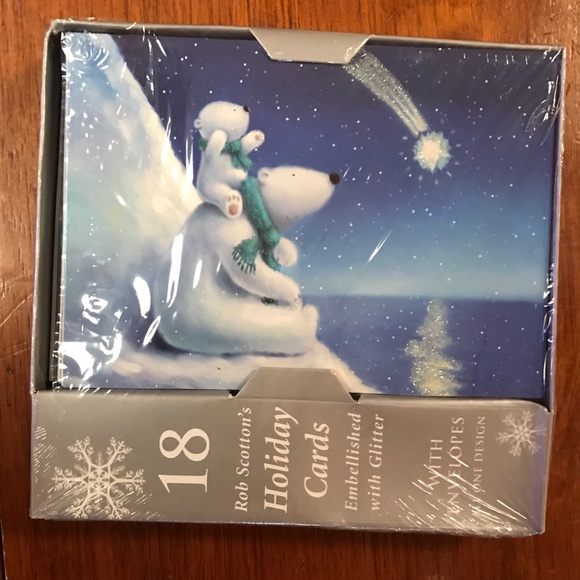 18
Rob Scotton's
Holiday
Cards
Embellished
with Glitter
WITH
ENVELOPES
ONE DESIGN